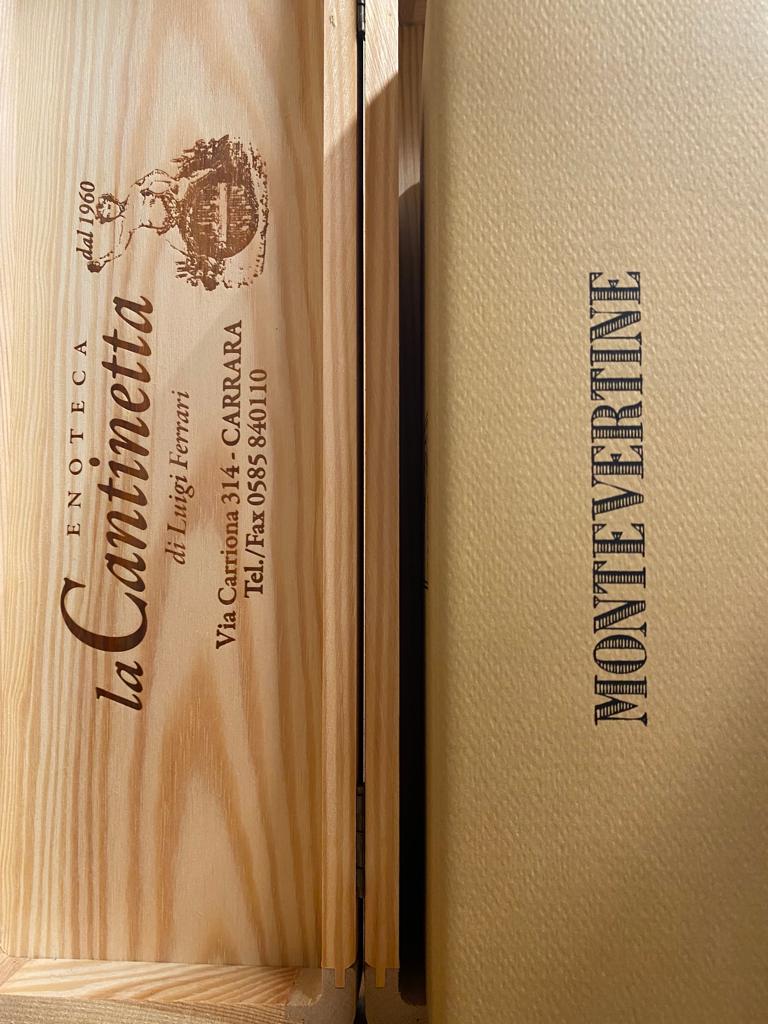 ENOTECA
dal 1960
la Cantinetta
di Luigi Ferrari
Via Carriona 314 - CARRARA
Tel./Fax 0585 840110
MONTEVERTINE